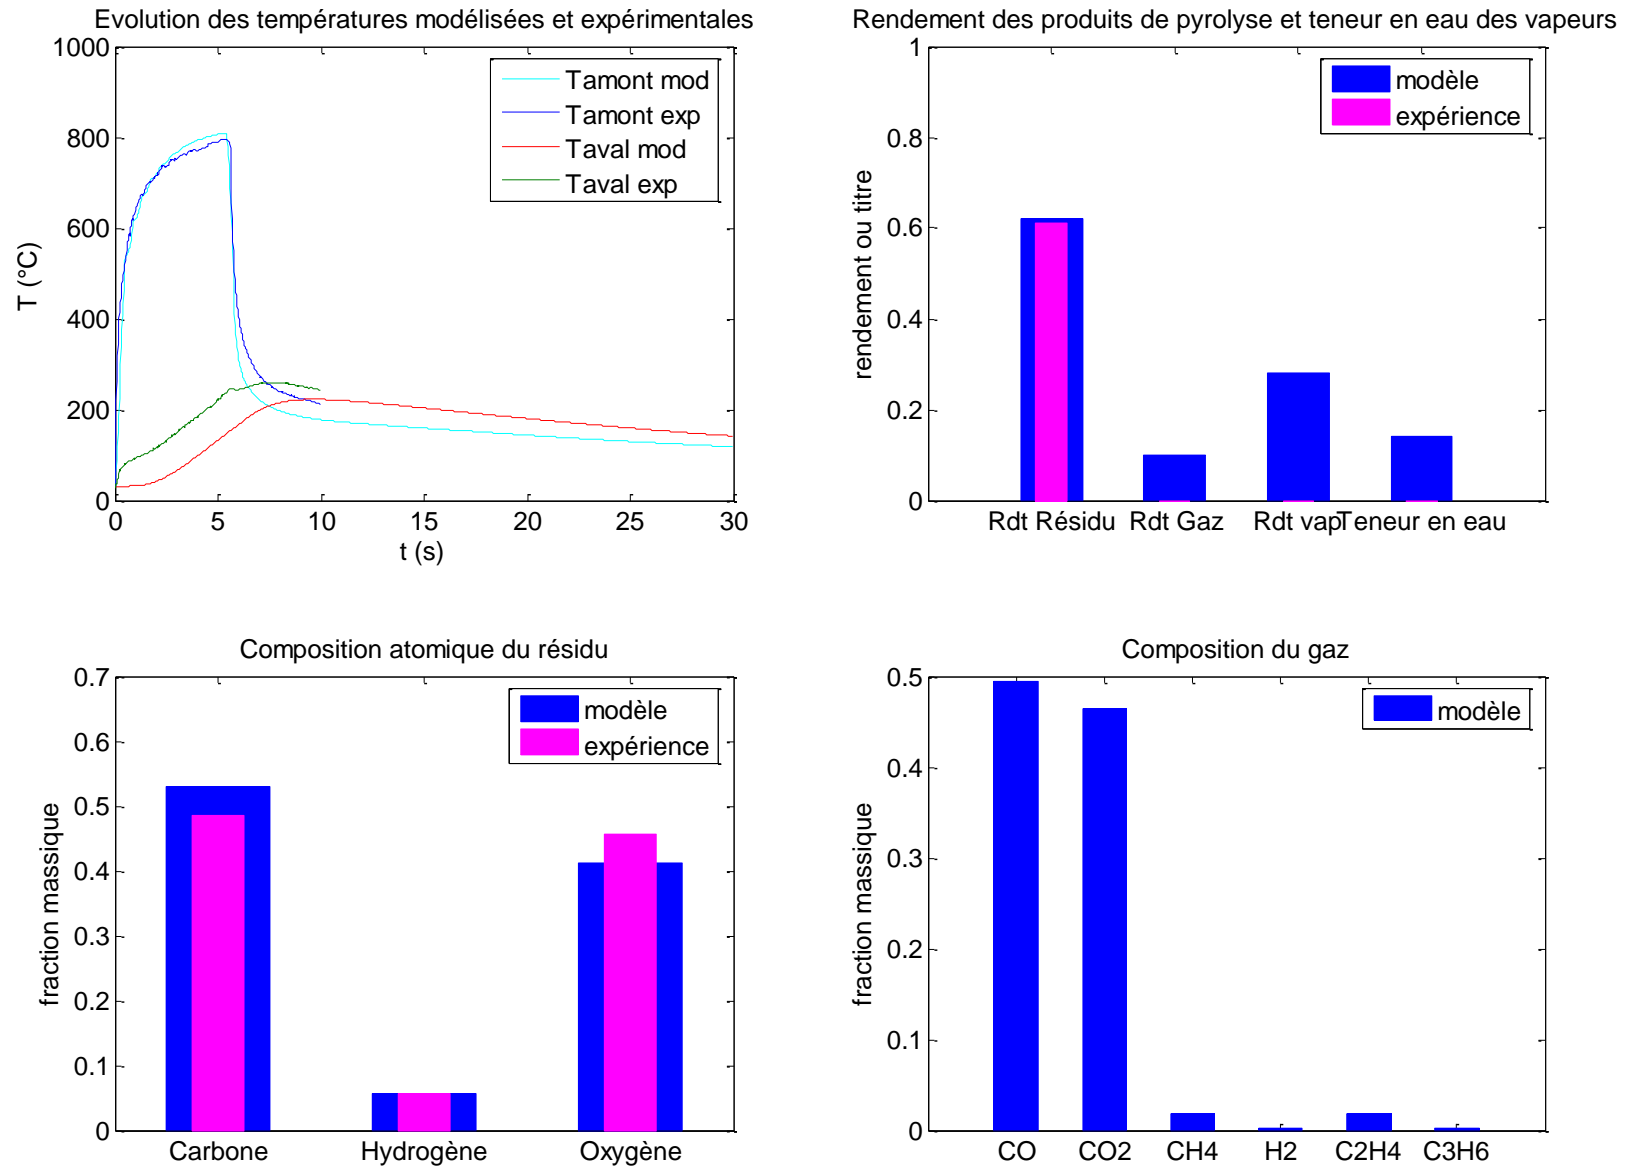 Evolution des températures modélisées et expérimentales
1000
800
600
400
200
0
T (°C)
0 5 10 15 20 25 30
t (s)
Tamont mod
Tamont exp
Taval mod
Taval exp
Rendement des produits de pyrolyse et teneur en eau des vapeurs
1
0.8
0.6
0.4
0.2
0
rendement ou titre
Rdt Résidu Rdt Gaz Rdt vap Teneur en eau
modèle
expérience
Composition atomique du résidu
0.7
0.6
0.5
0.4
0.3
0.2
0.1
0
fraction massique
Carbone Hydrogène Oxygène
modèle
expérience
Composition du gaz
0.5
0.4
0.3
0.2
0.1
0
fraction massique
CO CO2 CH4 H2 C2H4 C3H6
modèle